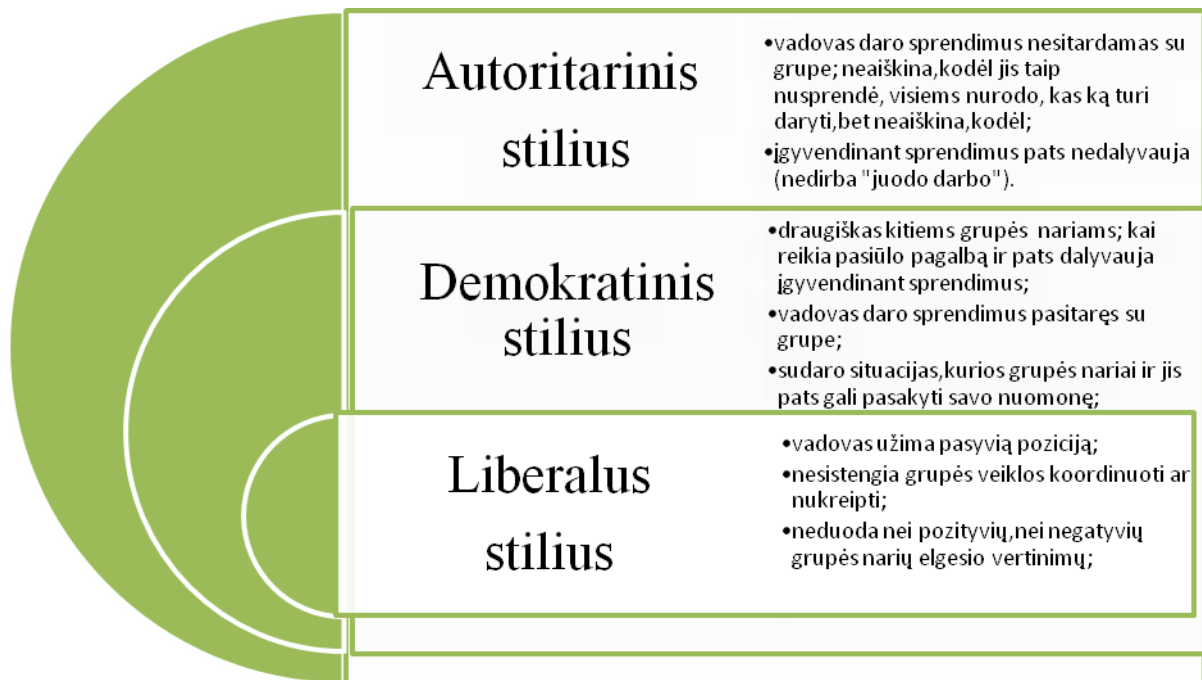 Autoritarinis
stilius
•vadovas daro sprendimus nesitardamas su
grupe; neaiškina,kodėl jis taip
nusprendė, visiems nurodo, kas ką turi
daryti,bet neaiškina,kodėl;
•įgyvendinant sprendimus pats nedalyvauja
(nedirba "juodo darbo").
Demokratinis
stilius
•draugiškas kitiems grupės nariams; kai
reikia pasiūlo pagalbą ir pats dalyvauja
įgyvendinant sprendimus;
•vadovas daro sprendimus pasitaręs su
grupe;
•sudaro situacijas,kurios grupės nariai ir jis
pats gali pasakyti savo nuomonę;
Liberalus
stilius
•vadovas užima pasyvią poziciją;
•nesistengia grupės veiklos koordinuoti ar
nukreipti;
•neduoda nei pozityvių,nei negatyvių
grupės narių elgesio vertinimų;